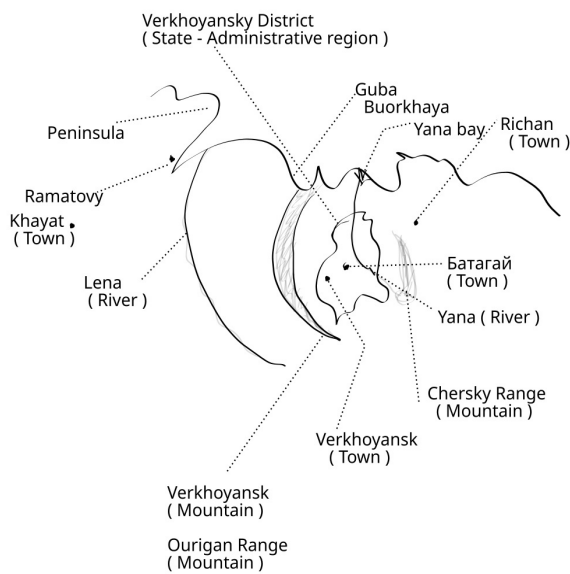 Verkhoyansky District
( State - Administrative region )
Guba
Buorkhaya
Yana bay
Richan
( Town )
Peninsula
Ramatovy
Khayat
( Town )
Lena
( River )
Батагай
( Town )
Yana ( River )
Chersky Range
( Mountain )
Verkhoyansk
( Town )
Verkhoyansk
( Mountain )
Ourigan Range
( Mountain )